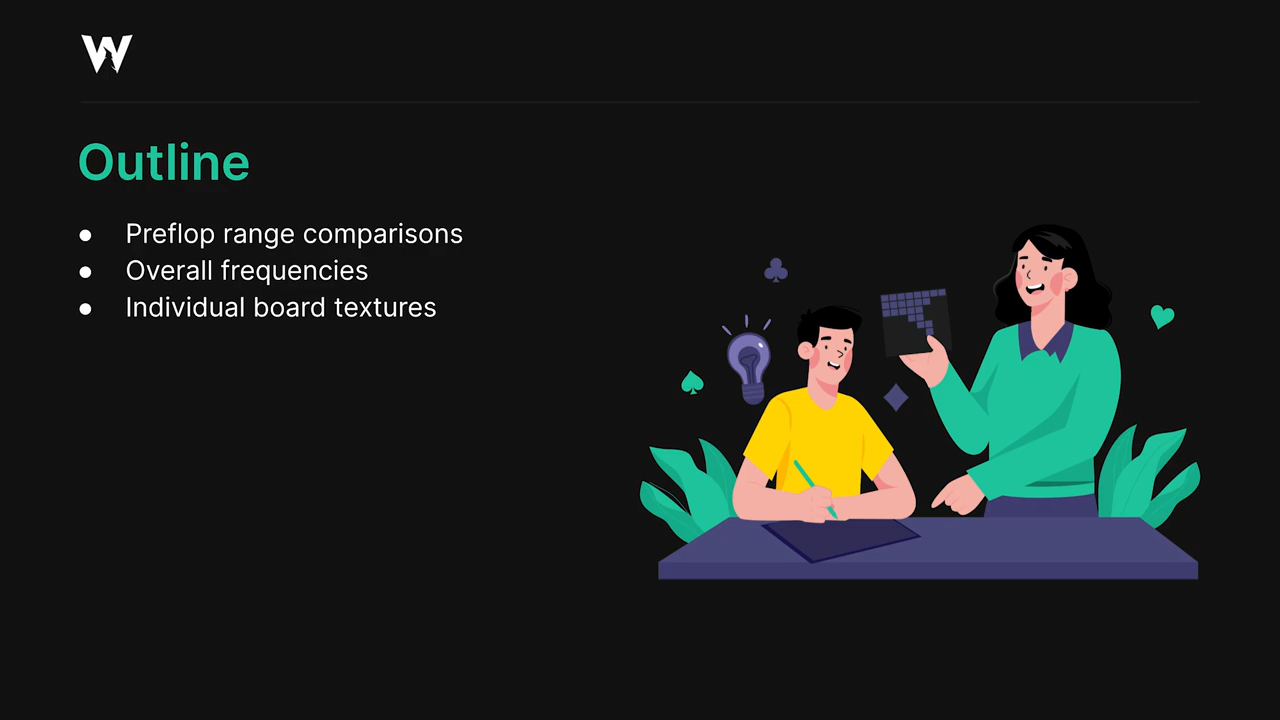 W
Outline
● Preflop range comparisons
● Overall frequencies
● Individual board textures